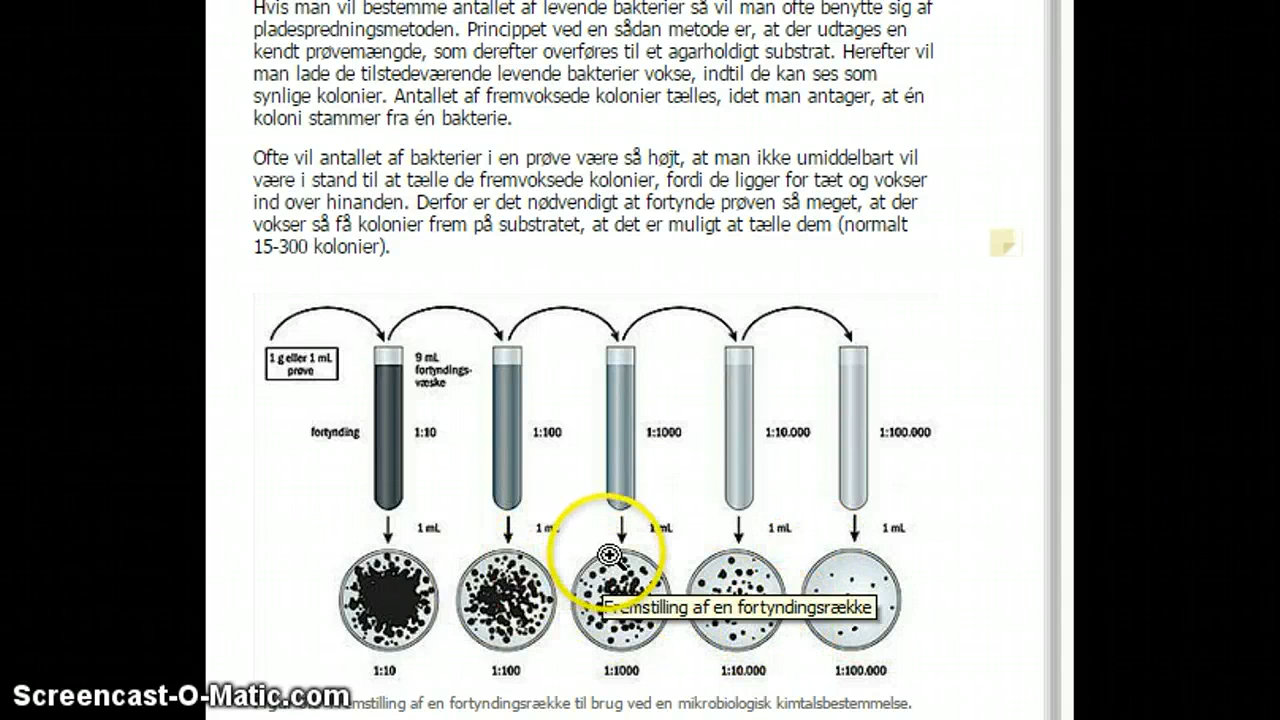 Hvis man vil bestemme antallet af levende bakterier så vil man ofte benytte sig af
pladespredningsmetoden. Princippet ved en sådan metode er, at der udtages en
kendt prøvemængde, som derefter overføres til et agarholdigt substrat. Herefter vil
man lade de tilstedeværende levende bakterier vokse, indtil de kan ses som
synlige kolonier. Antallet af fremvoksede kolonier tælles, idet man antager, at én
koloni stammer fra én bakterie.
Ofte vil antallet af bakterier i en prøve være så højt, at man ikke umiddelbart vil
være i stand til at tælle de fremvoksede kolonier, fordi de ligger for tæt og vokser
ind over hinanden. Derfor er det nødvendigt at fortynde prøven så meget, at der
vokser så få kolonier frem på substratet, at det er muligt at tælle dem (normalt
15-300 kolonier).
1 g eller 1 mL
prøve
9 mL
fortyndings-
væske
fortynding 1:10 1:100 1:1000 1:10.000 1:100.000
1 mL 1 mL 1 mL 1 mL
Fremstilling af en fortyndingsrække
1:10 1:100 1:1000 1:10.000 1:100.000
Screencast-O-Matic.com
af en fortyndingsrække til brug ved en mikrobiologisk kimtalsbestemmelse.